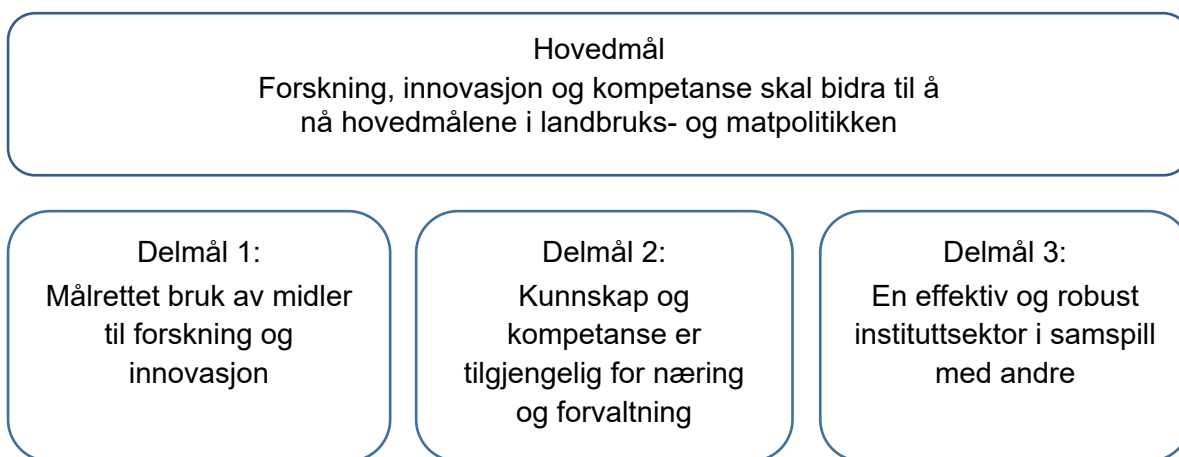 Hovedmål
Forskning, innovasjon og kompetanse skal bidra til å
nå hovedmålene i landbruks- og matpolitikken
Delmål 1:
Målrettet bruk av midler
til forskning og
innovasjon
Delmål 2:
Kunnskap og
kompetanse er
tilgjengelig for næring
og forvaltning
Delmål 3:
En effektiv og robust
instituttsektor i samspill
med andre